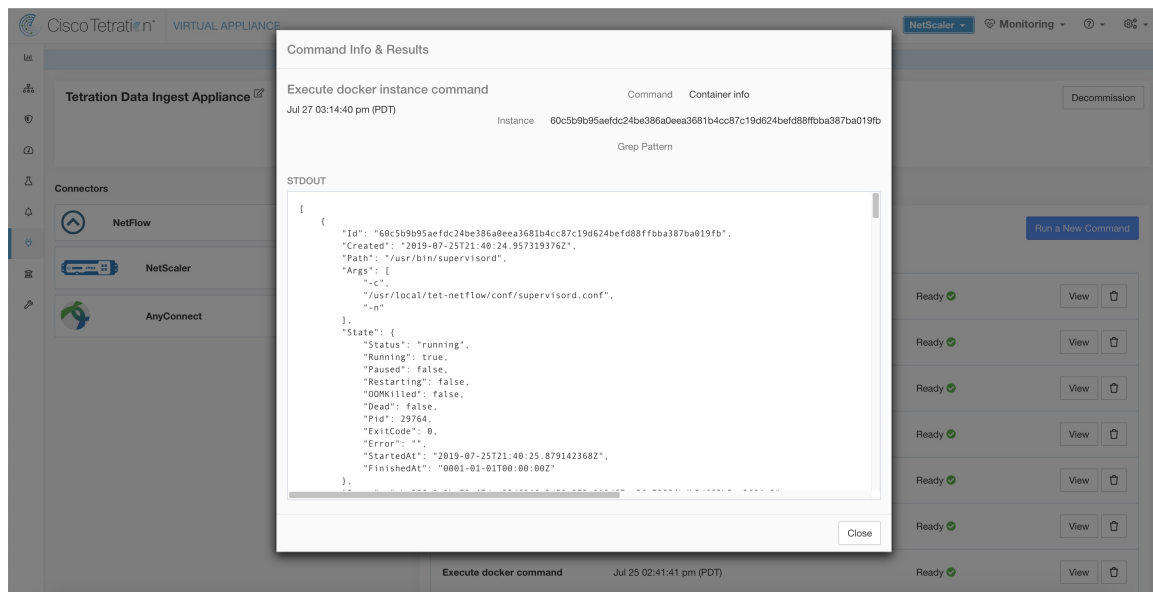 Cisco Tetration™ VIRTUAL APPLIANCE
NetScaler
Monitoring
Tetration Data Ingest Appliance
Decommission
Connectors
NetFlow
NetScaler
AnyConnect
Run a New Command
Command Info & Results
Execute docker instance command
Jul 27 03:14:40 pm (PDT)
Command Container info
Instance 60c5b9b95aefdc24be386a0eea3681b4cc87c19d624befd88ffbba387ba019fb
Grep Pattern
STDOUT
[
{
"Id": "60c5b9b95aefdc24be386a0eea3681b4cc87c19d624befd88ffbba387ba019fb",
"Created": "2019-07-25T21:40:24.957319376Z",
"Path": "/usr/bin/supervisord",
"Args": [
"-c",
"/usr/local/tet-netflow/conf/supervisord.conf",
"-n"
],
"State": {
"Status": "running",
"Running": true,
"Paused": false,
"Restarting": false,
"OOMKilled": false,
"Dead": false,
"Pid": 29764,
"ExitCode": 0,
"Error": "",
"StartedAt": "2019-07-25T21:40:25.879142368Z",
"FinishedAt": "0001-01-01T00:00:00Z"
},
Close
Ready View
Ready View
Ready View
Ready View
Ready View
Ready View
Execute docker command Jul 25 02:41:41 pm (PDT) Ready View